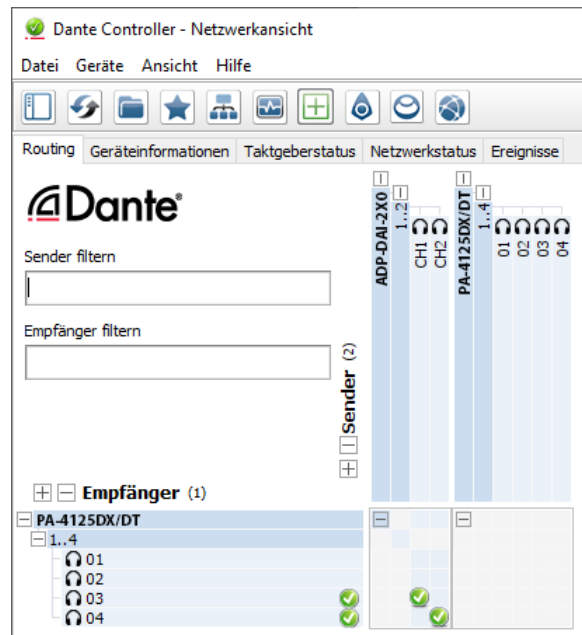 Dante Controller - Netzwerkansicht
Datei Geräte Ansicht Hilfe
Routing Geräteinformationen Taktgeberstatus Netzwerkstatus Ereignisse
Dante®
Sender filtern
Empfänger filtern
Sender (2)
ADP-DAI-2X0
1..2
CH1
CH2
PA-4125DX/DT
1..4
01
02
03
04
Empfänger (1)
PA-4125DX/DT
1..4
01
02
03
04